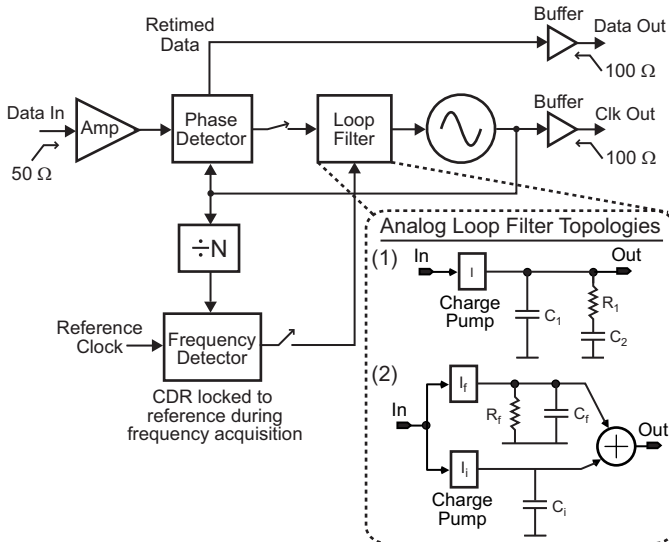 Retimed
Data
Buffer
Data Out
100 Ω
Data In
50 Ω
Amp
Phase
Detector
Loop
Filter
Buffer
Clk Out
100 Ω
÷N
Reference
Clock
Frequency
Detector
CDR locked to
reference during
frequency acquisition
Analog Loop Filter Topologies
(1)
In
I
Charge
Pump
Out
C1
R1
C2
(2)
In
If
Rf
Cf
Ii
Charge
Pump
Ci
Out